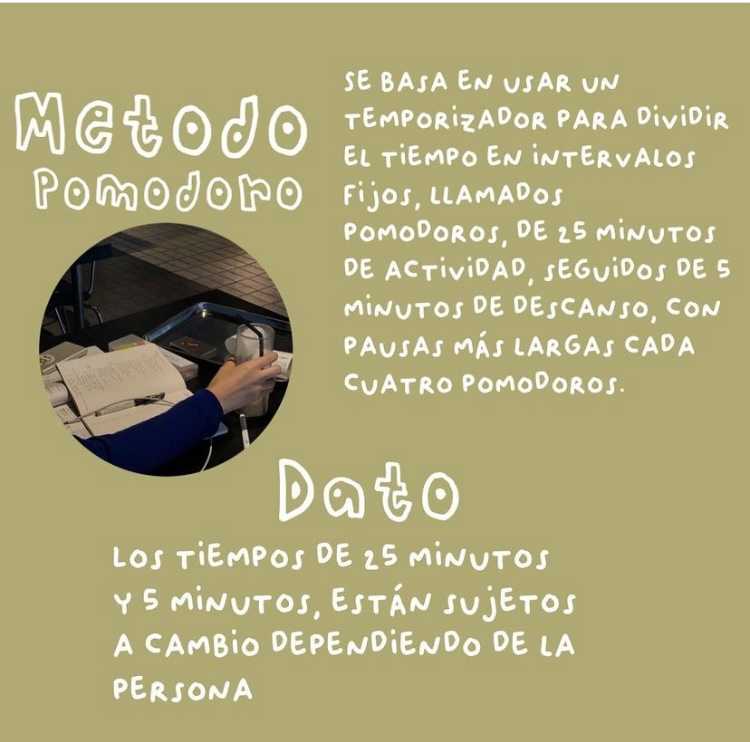 Metodo
Pomodoro
SE BASA EN USAR UN
TEMPORIZADOR PARA DIVIDIR
EL TIEMPO EN INTERVALOS
FIJOS, LLAMADOS
POMODOROS, DE 25 MINUTOS
DE ACTIVIDAD, SEGUIDOS DE 5
MINUTOS DE DESCANSO, CON
PAUSAS MÁS LARGAS CADA
CUATRO POMODOROS.
Dato
LOS TIEMPOS DE 25 MINUTOS
Y 5 MINUTOS, ESTÁN SUJETOS
A CAMBIO DEPENDIENDO DE LA
PERSONA